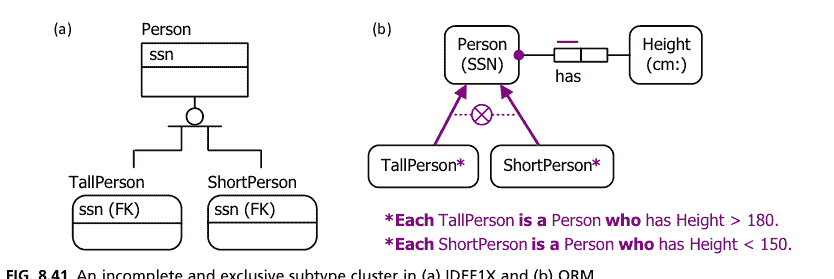 (a)
Person
ssn
TallPerson
ShortPerson
ssn (FK)
ssn (FK)
(b)
Person
(SSN)
has
Height
(cm:)
TallPerson*
ShortPerson*
*Each TallPerson is a Person who has Height > 180.
*Each ShortPerson is a Person who has Height < 150.
FIG. 8.41 An incomplete and exclusive subtype cluster in (a) IDEF1X and (b) ORM